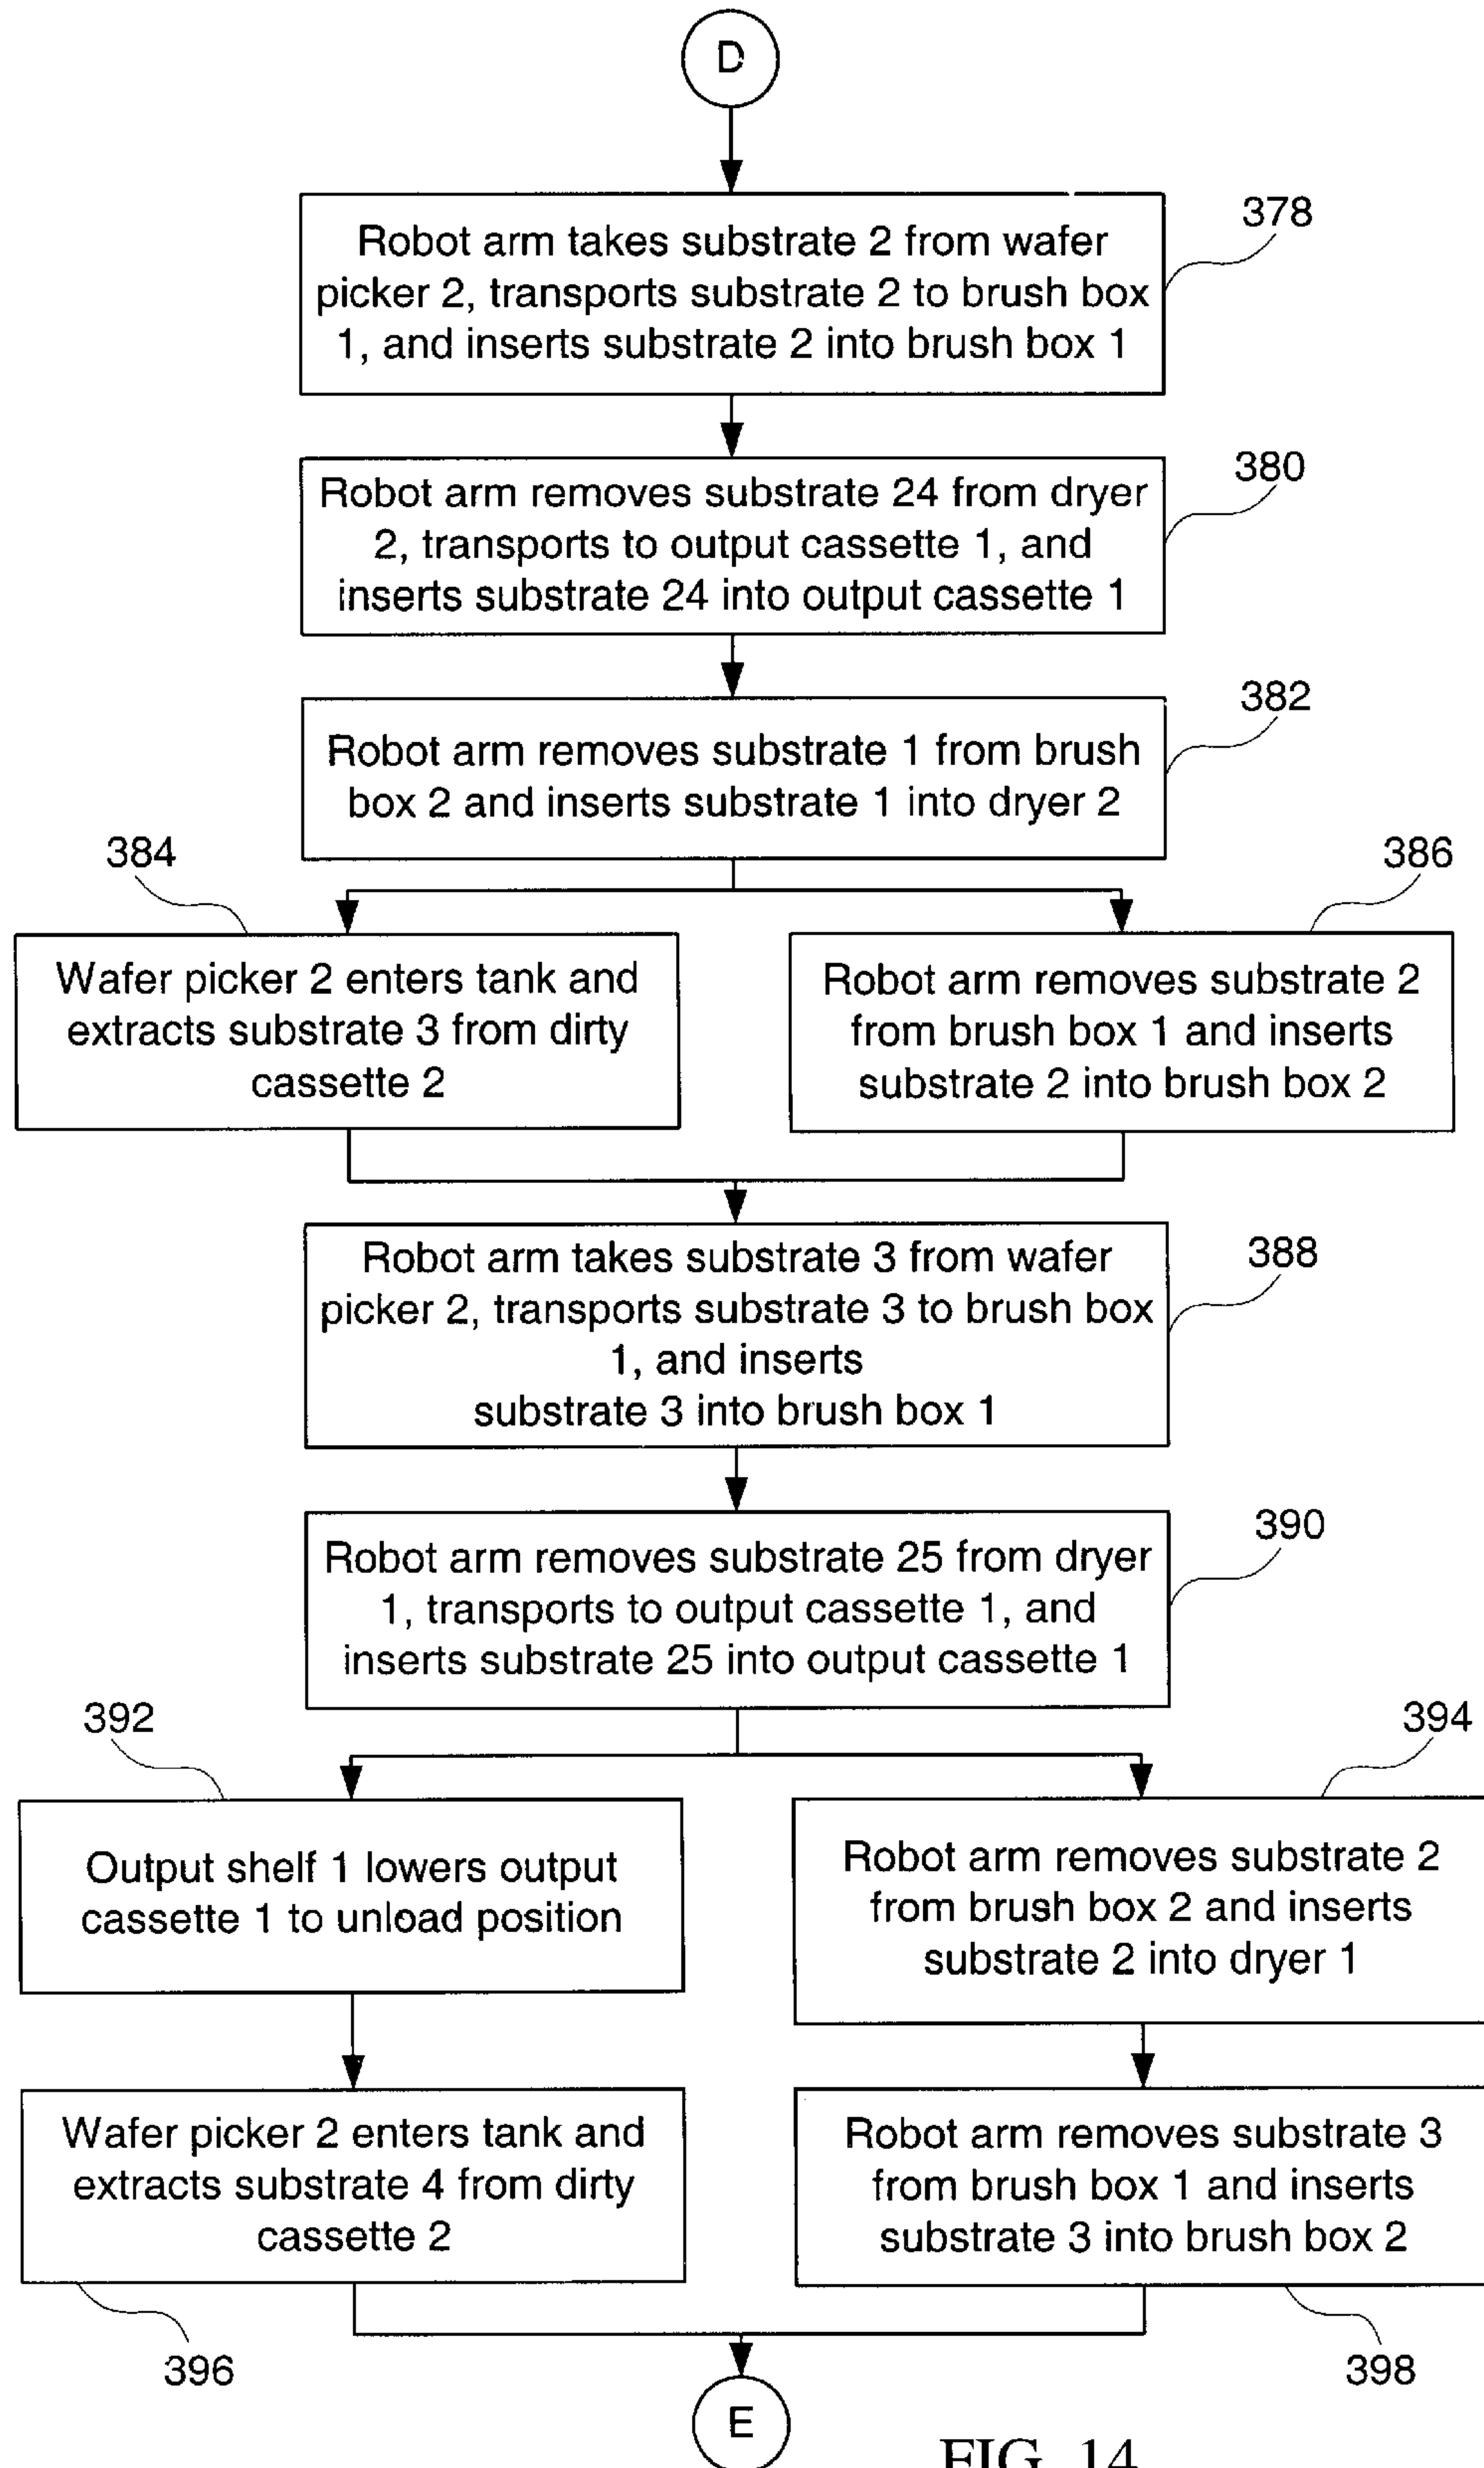 D
378
Robot arm takes substrate 2 from wafer
picker 2, transports substrate 2 to brush box
1, and inserts substrate 2 into brush box 1
380
Robot arm removes substrate 24 from dryer
2, transports to output cassette 1, and
inserts substrate 24 into output cassette 1
382
Robot arm removes substrate 1 from brush
box 2 and inserts substrate 1 into dryer 2
384
Wafer picker 2 enters tank and
extracts substrate 3 from dirty
cassette 2
386
Robot arm removes substrate 2
from brush box 1 and inserts
substrate 2 into brush box 2
388
Robot arm takes substrate 3 from wafer
picker 2, transports substrate 3 to brush box
1, and inserts
substrate 3 into brush box 1
390
Robot arm removes substrate 25 from dryer
1, transports to output cassette 1, and
inserts substrate 25 into output cassette 1
392
Output shelf 1 lowers output
cassette 1 to unload position
394
Robot arm removes substrate 2
from brush box 2 and inserts
substrate 2 into dryer 1
Wafer picker 2 enters tank and
extracts substrate 4 from dirty
cassette 2
396
Robot arm removes substrate 3
from brush box 1 and inserts
substrate 3 into brush box 2
398
E
FIG. 14